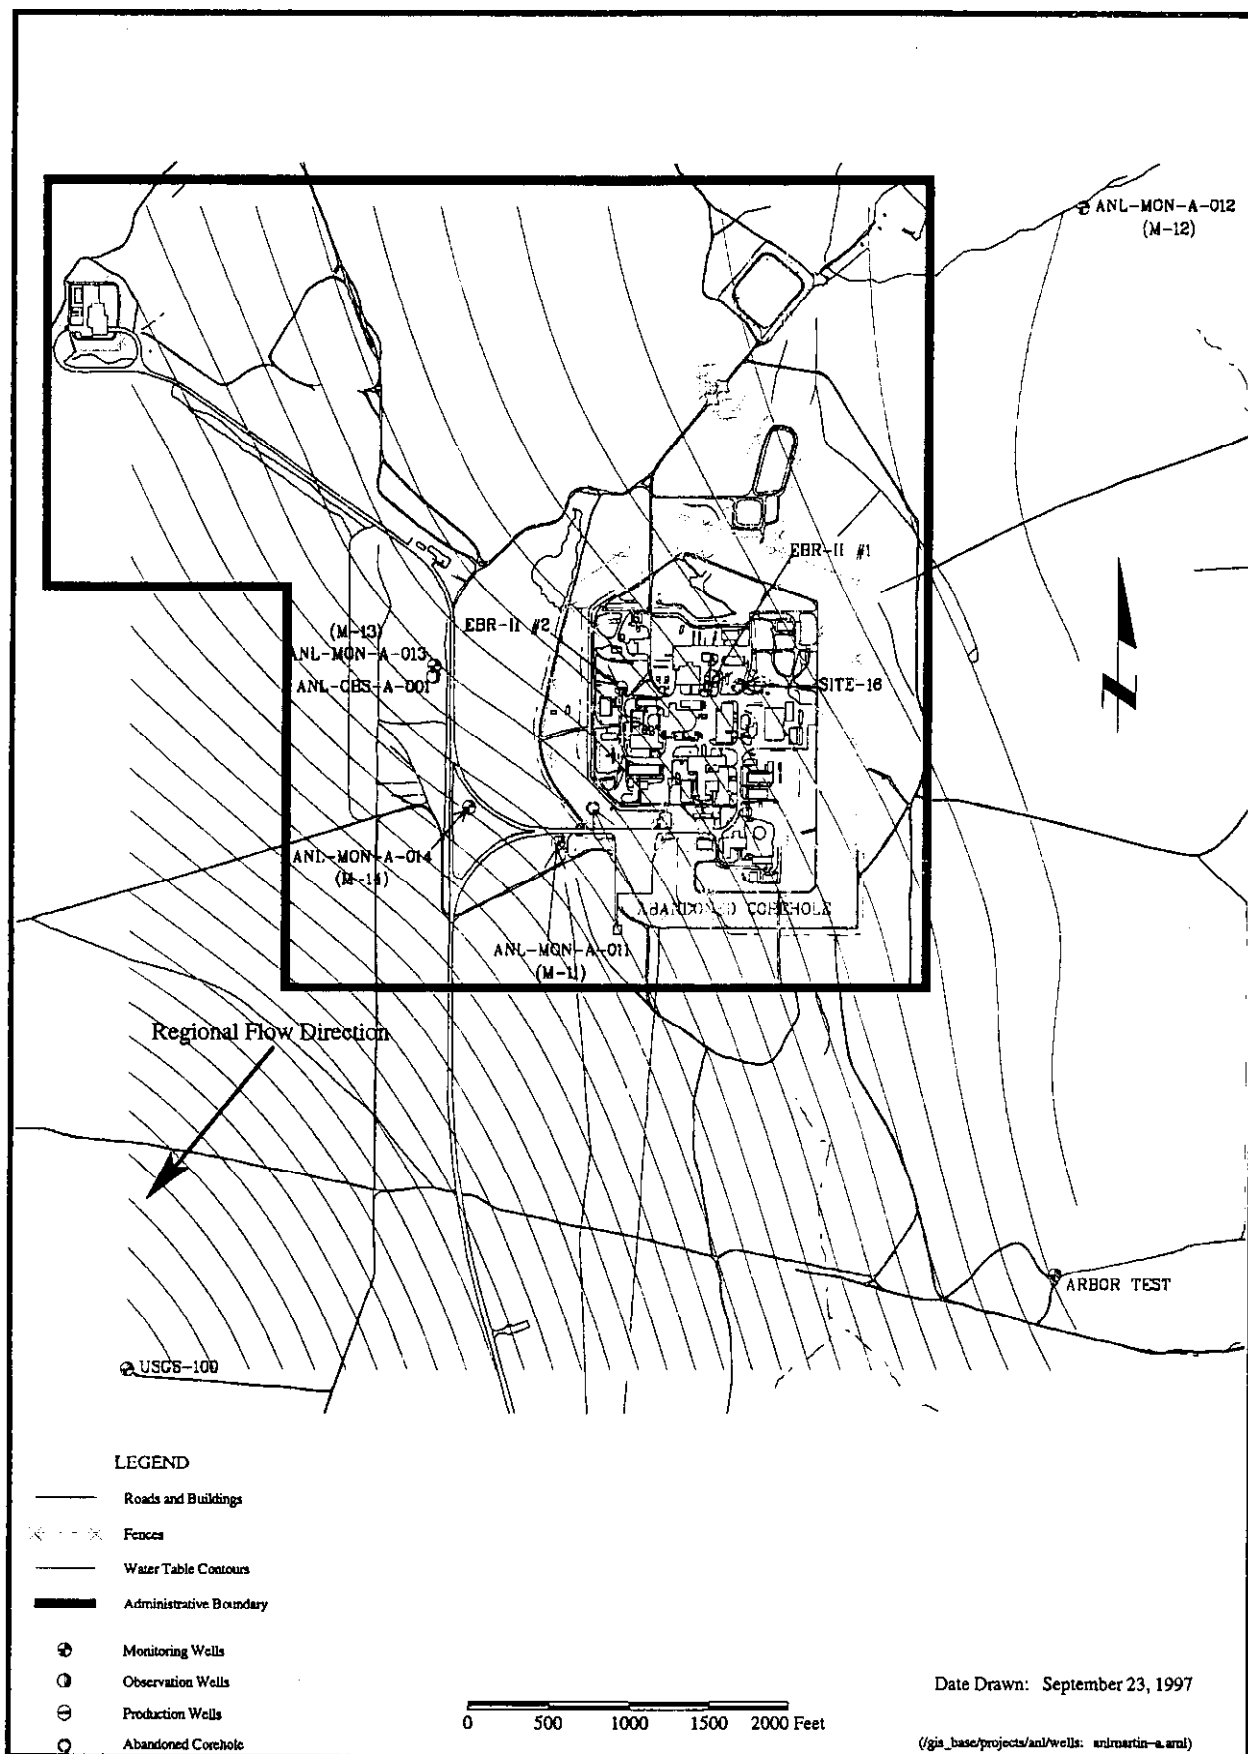 ANL-MON-A-012
(M-12)
EBR-II #1
EBR-II #2
(M-13)
ANL-MON-A-013
ANL-OBS-A-001
SITE-16
ANL-MON-A-014
(M-14)
ABANDONED COREHOLE
ANL-MON-A-011
(M-11)
Regional Flow Direction
ARBOR TEST
USGS-100
LEGEND
Roads and Buildings
Fences
Water Table Contours
Administrative Boundary
Monitoring Wells
Observation Wells
Production Wells
Abandoned Corehole
0 500 1000 1500 2000 Feet
Date Drawn: September 23, 1997
(/gis_base/projects/anl/wells: anlmartin-a.aml)